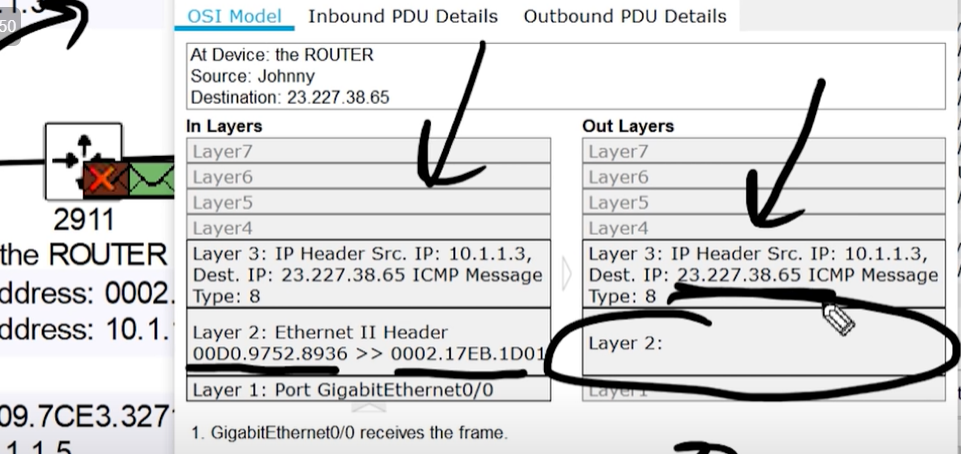 50
OSI Model Inbound PDU Details Outbound PDU Details
At Device: the ROUTER
Source: Johnny
Destination: 23.227.38.65
In Layers
Layer7
Layer6
Layer5
Layer4
Layer 3: IP Header Src. IP: 10.1.1.3,
Dest. IP: 23.227.38.65 ICMP Message
Type: 8
Layer 2: Ethernet II Header
00D0.9752.8936 >> 0002.17EB.1D01
Layer 1: Port GigabitEthernet0/0
Out Layers
Layer7
Layer6
Layer5
Layer4
Layer 3: IP Header Src. IP: 10.1.1.3,
Dest. IP: 23.227.38.65 ICMP Message
Type: 8
Layer 2:
Layer1
1. GigabitEthernet0/0 receives the frame.
2911
the ROUTER
ddress: 0002.
ddress: 10.1.
09.7CE3.327
.1.1.5